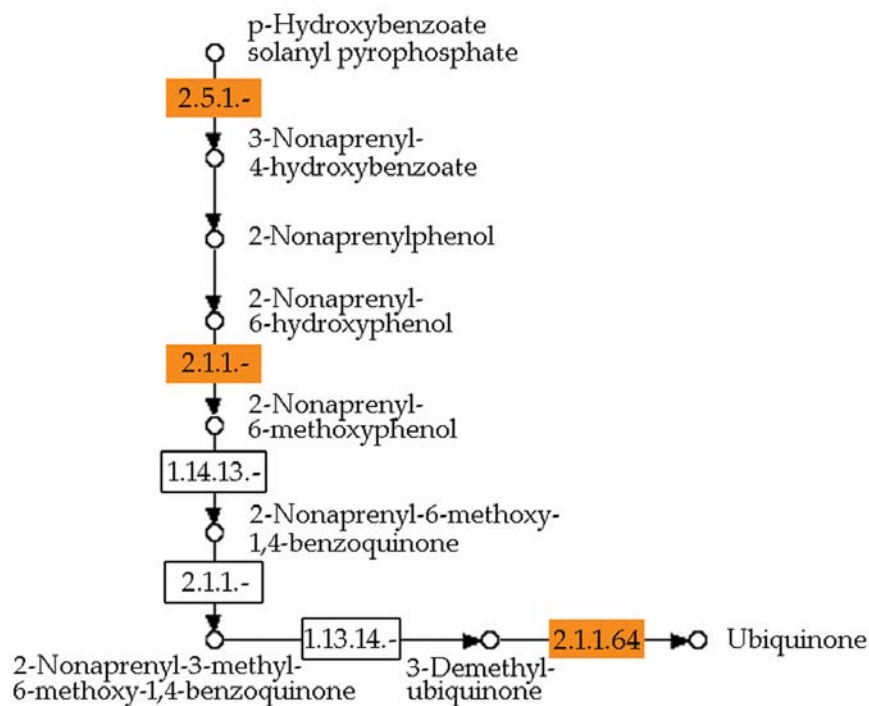 p-Hydroxybenzoate
solanyl pyrophosphate
2.5.1.-
3-Nonaprenyl-
4-hydroxybenzoate
2-Nonaprenylphenol
2-Nonaprenyl-
6-hydroxyphenol
2.1.1.-
2-Nonaprenyl-
6-methoxyphenol
1.14.13.-
2-Nonaprenyl-6-methoxy-
1,4-benzoquinone
2.1.1.-
1.13.14.-
2.1.1.64
Ubiquinone
2-Nonaprenyl-3-methyl-
6-methoxy-1,4-benzoquinone
3-Demethyl-
ubiquinone